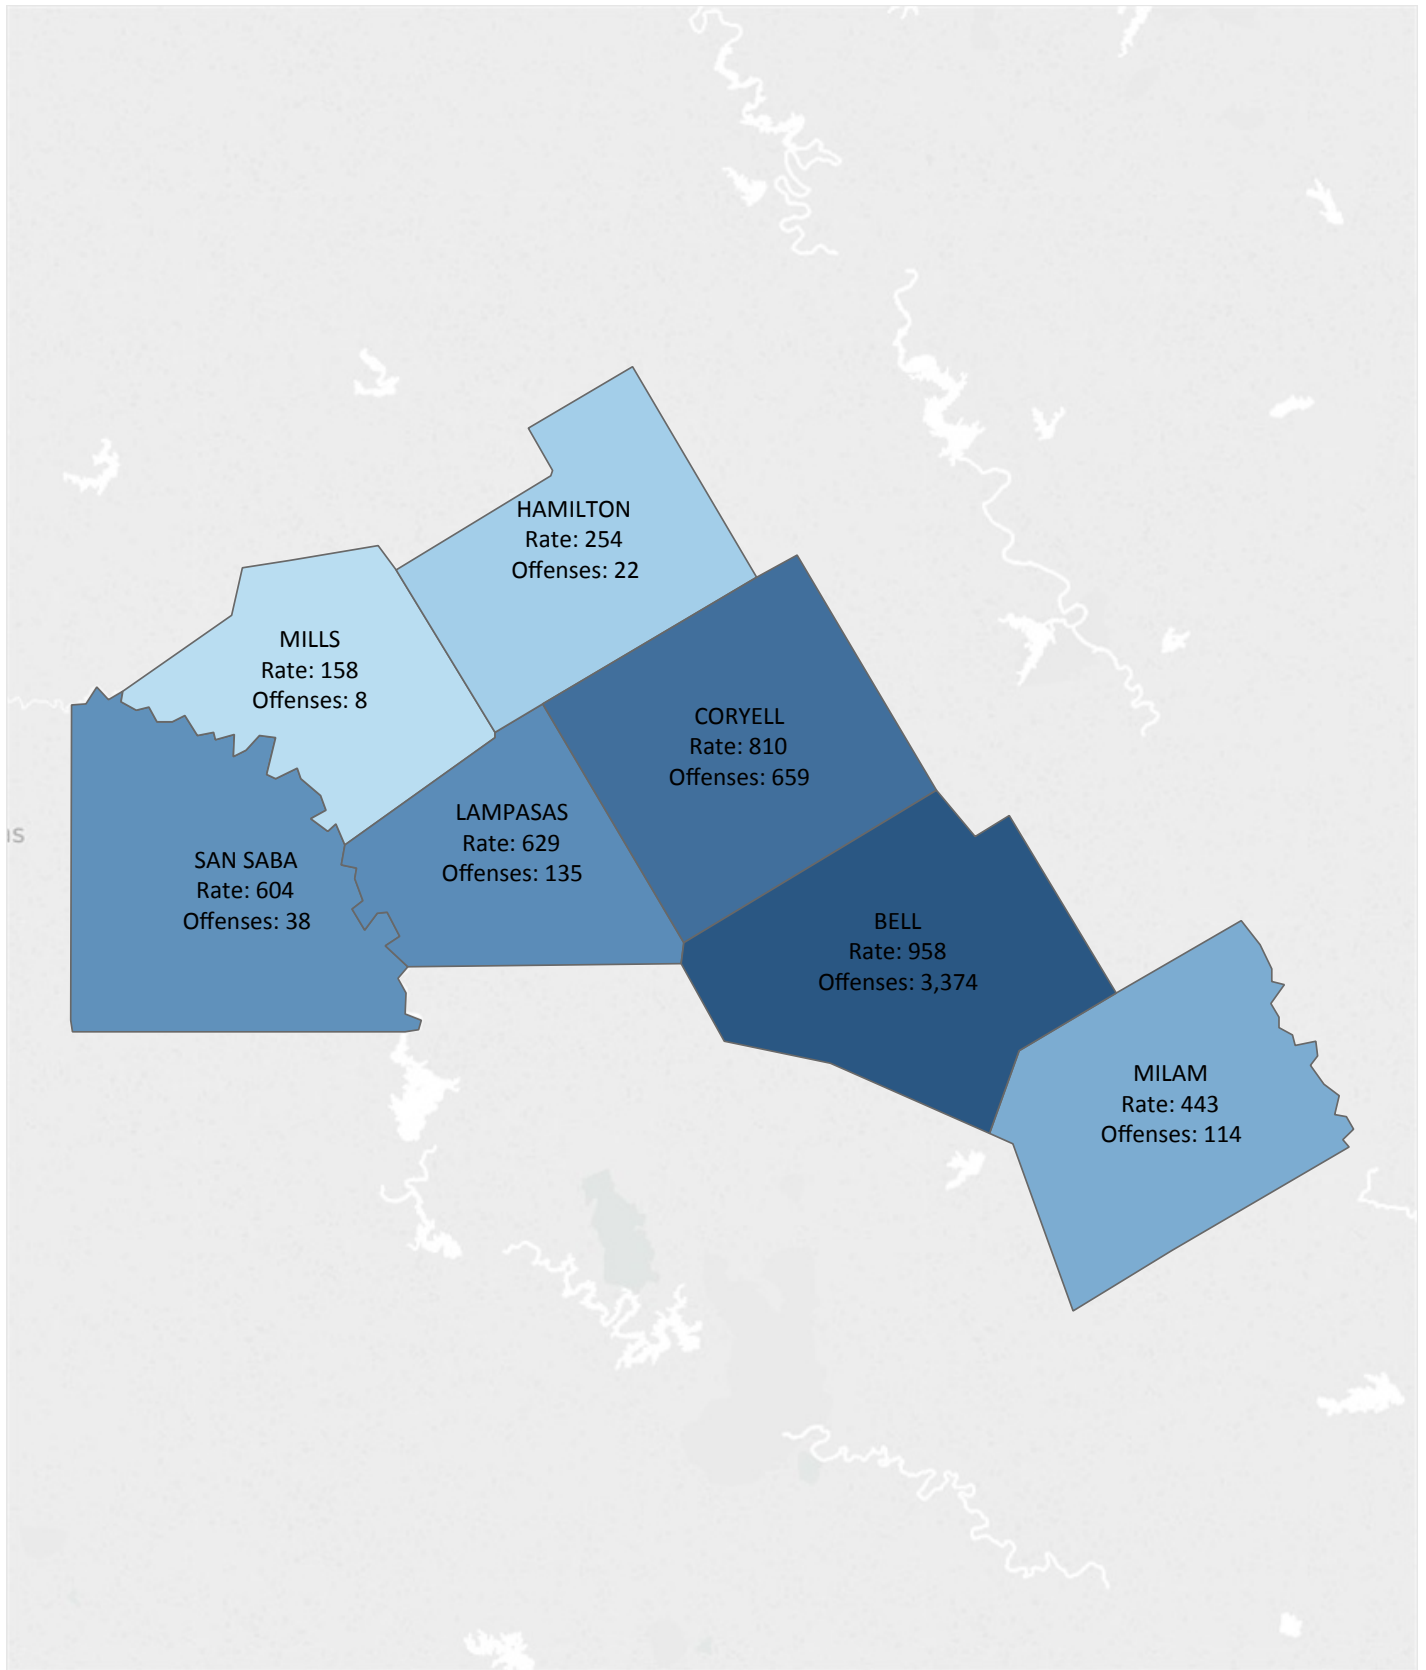 HAMILTON
Rate: 254
Offenses: 22
MILLS
Rate: 158
Offenses: 8
CORYELL
Rate: 810
Offenses: 659
LAMPASAS
Rate: 629
Offenses: 135
SAN SABA
Rate: 604
Offenses: 38
BELL
Rate: 958
Offenses: 3,374
MILAM
Rate: 443
Offenses: 114